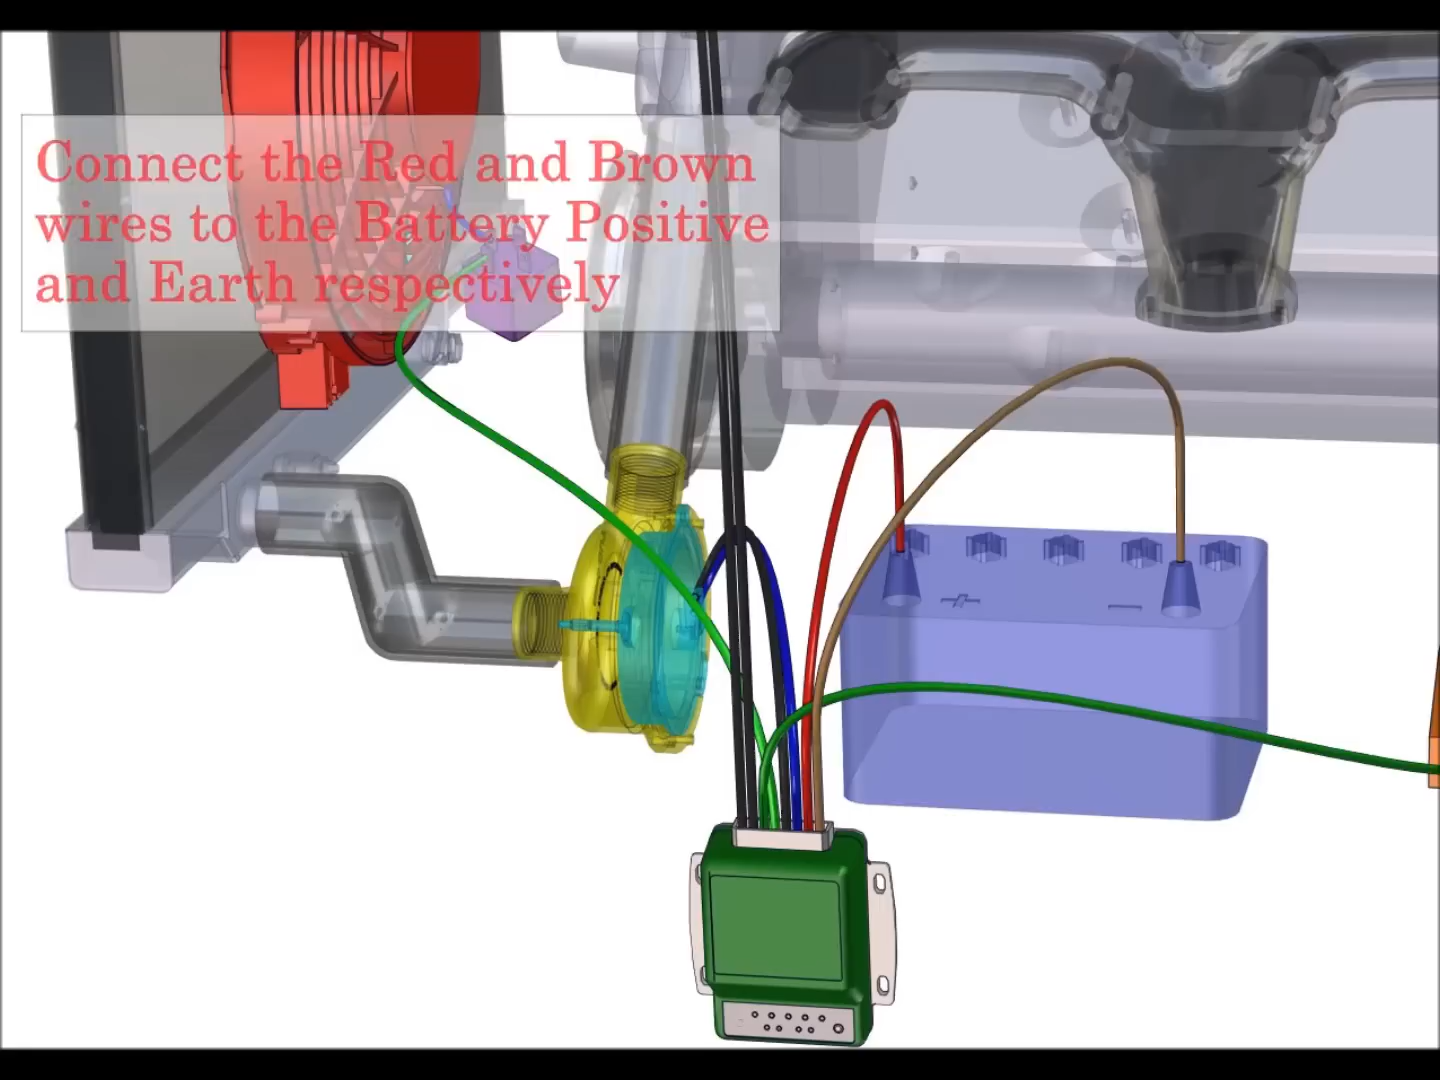 Connect the Red and Brown
wires to the Battery Positive
and Earth respectively